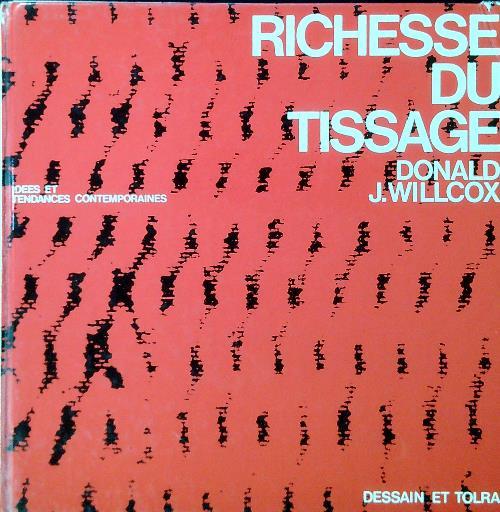 RICHESSE
DU
TISSAGE
DONALD
J.WILLCOX
IDEES ET
TENDANCES CONTEMPORAINES
DESSAIN ET TOLRA